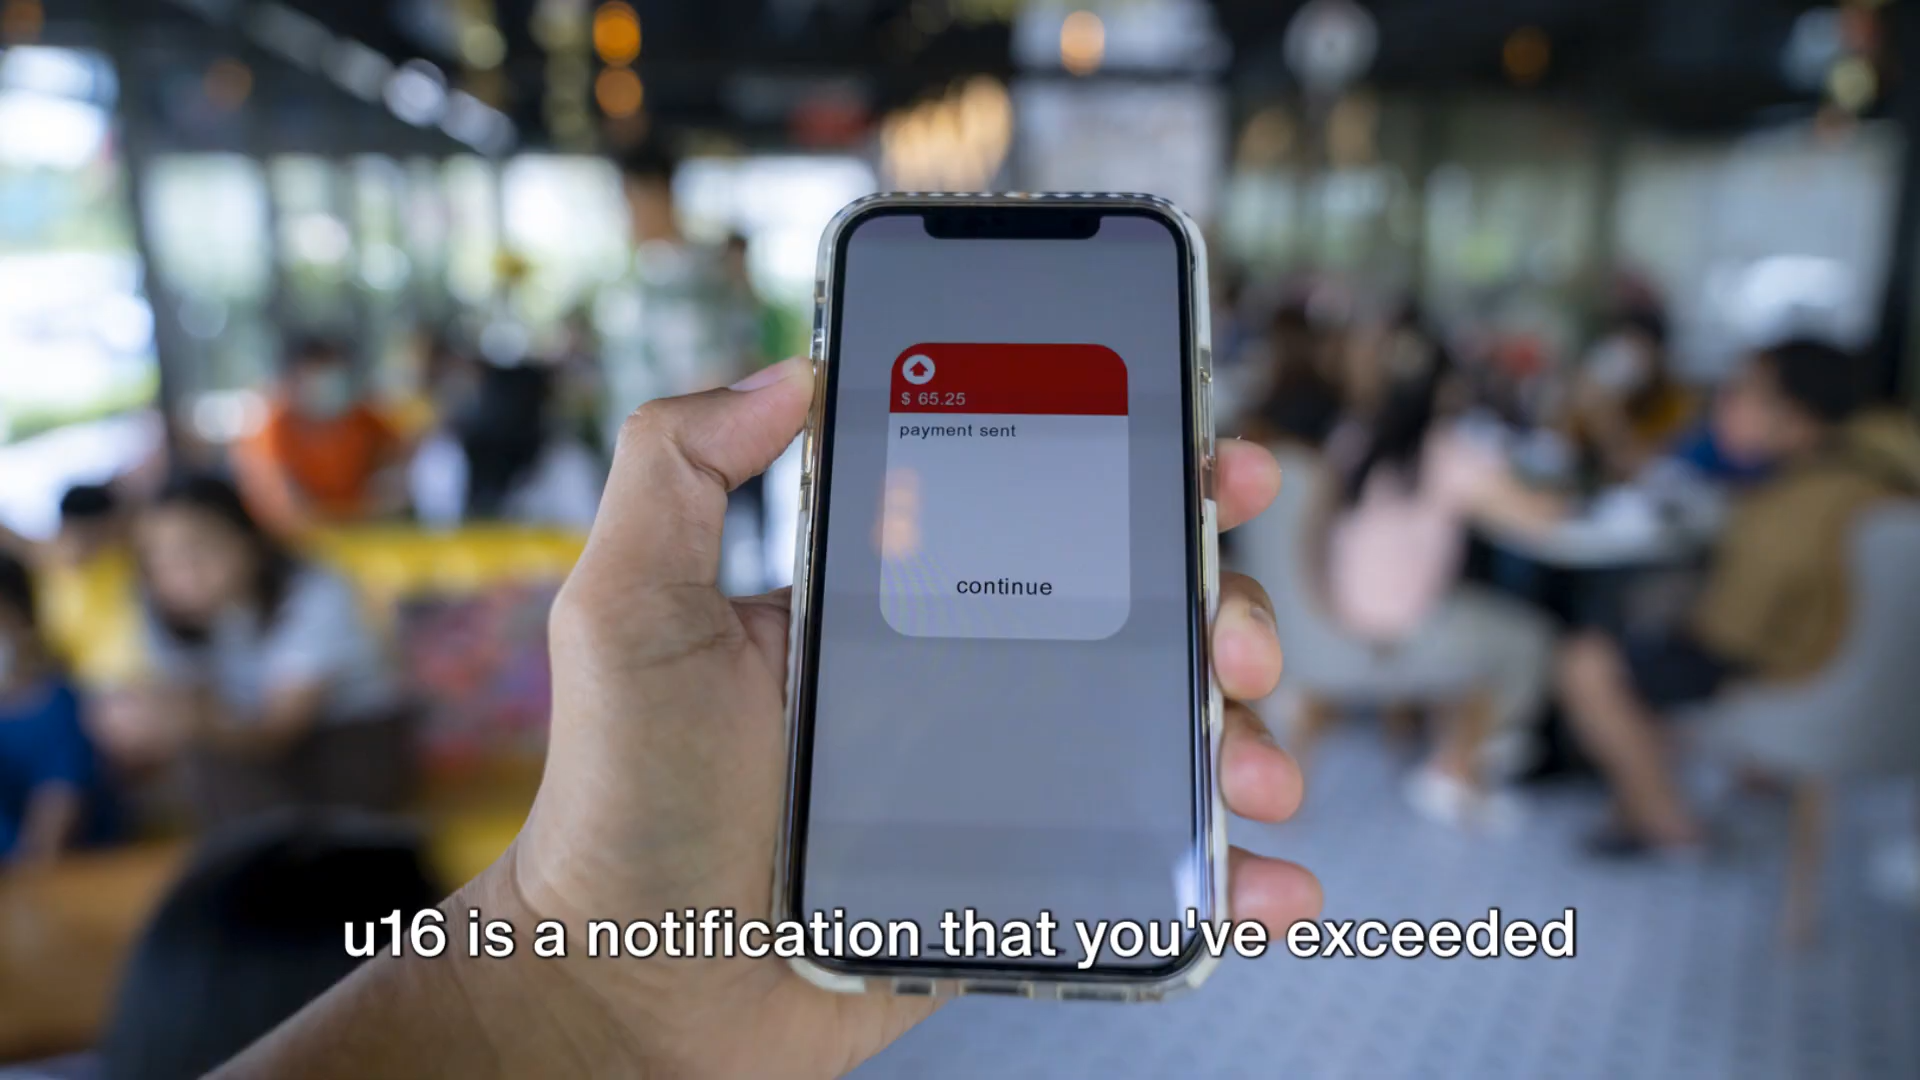 $ 65.25
payment sent
continue
u16 is a notification that you've exceeded